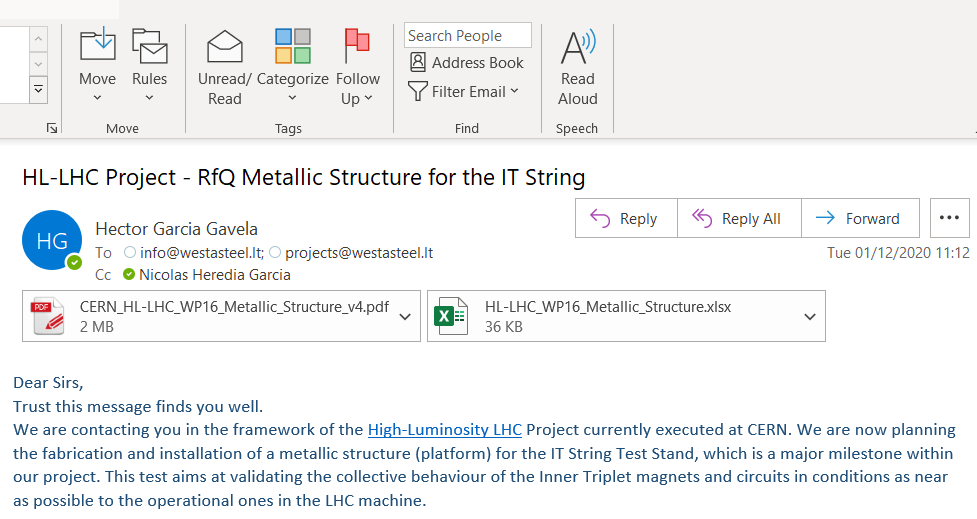 Search People
Address Book
Filter Email
Move
Rules
Unread/
Read
Categorize
Follow
Up
Read
Aloud
Move
Tags
Find
Speech
HL-LHC Project - RfQ Metallic Structure for the IT String
HG
Hector Garcia Gavela
To info@westasteel.lt; projects@westasteel.lt
Cc Nicolas Heredia Garcia
Reply
Reply All
Forward
Tue 01/12/2020 11:12
PDF
CERN_HL-LHC_WP16_Metallic_Structure_v4.pdf
2 MB
X
HL-LHC_WP16_Metallic_Structure.xlsx
36 KB
Dear Sirs,
Trust this message finds you well.
We are contacting you in the framework of the High-Luminosity LHC Project currently executed at CERN. We are now planning
the fabrication and installation of a metallic structure (platform) for the IT String Test Stand, which is a major milestone within
our project. This test aims at validating the collective behaviour of the Inner Triplet magnets and circuits in conditions as near
as possible to the operational ones in the LHC machine.